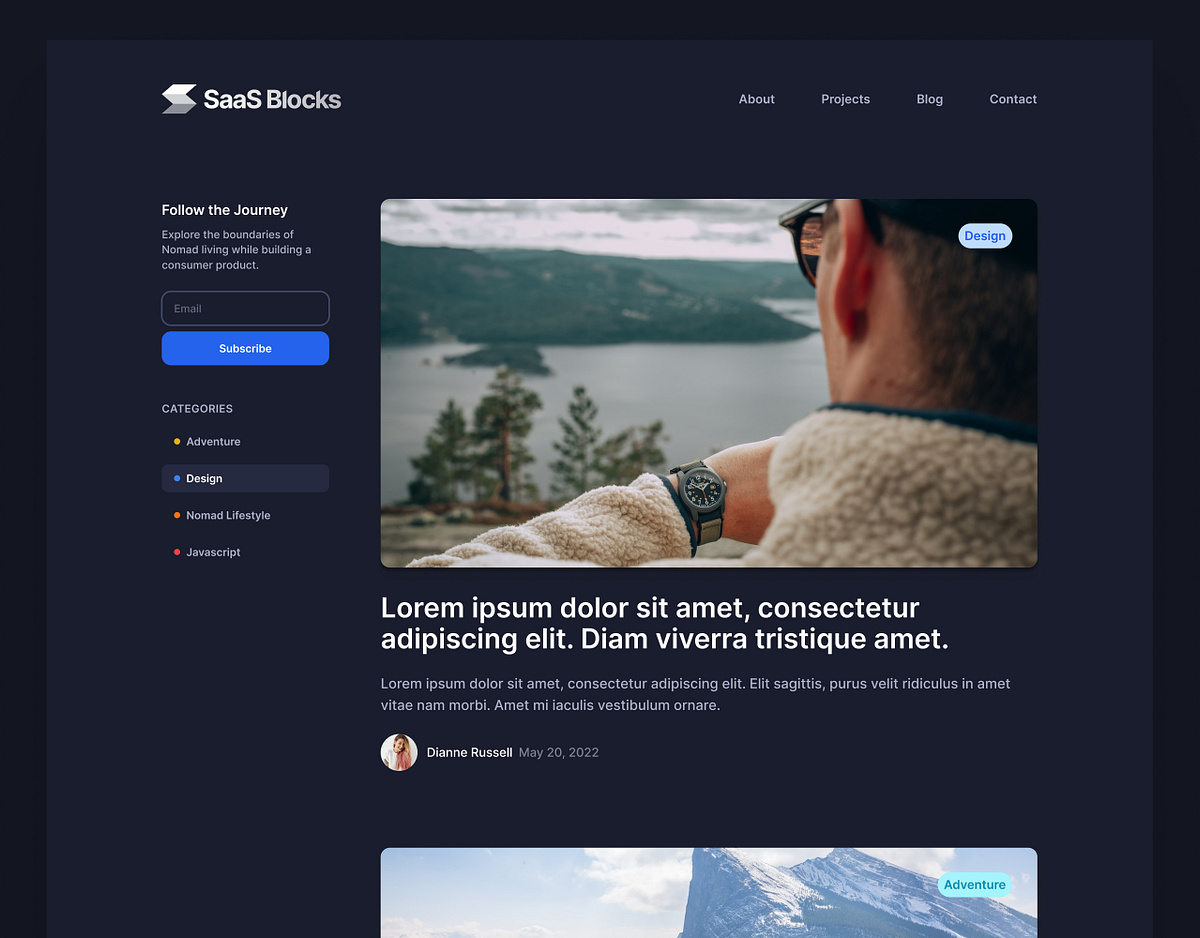 SaaS Blocks
About
Projects
Blog
Contact
Follow the Journey
Explore the boundaries of
Nomad living while building a
consumer product.
Email
Subscribe
CATEGORIES
Adventure
Design
Nomad Lifestyle
Javascript
Design
Lorem ipsum dolor sit amet, consectetur
adipiscing elit. Diam viverra tristique amet.
Lorem ipsum dolor sit amet, consectetur adipiscing elit. Elit sagittis, purus velit ridiculus in amet
vitae nam morbi. Amet mi iaculis vestibulum ornare.
Dianne Russell May 20, 2022
Adventure